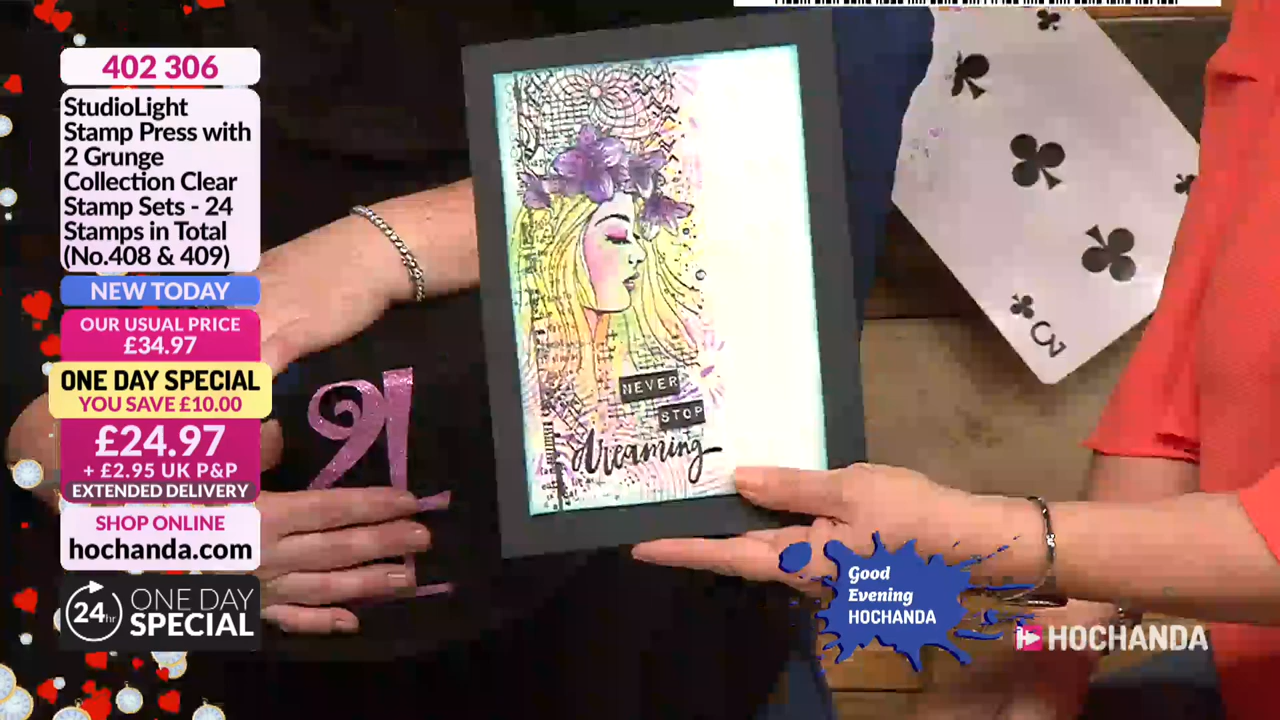 402 306
StudioLight
Stamp Press with
2 Grunge
Collection Clear
Stamp Sets - 24
Stamps in Total
(No.408 & 409)
NEW TODAY
OUR USUAL PRICE
£34.97
ONE DAY SPECIAL
YOU SAVE £10.00
£24.97
+ £2.95 UK P&P
EXTENDED DELIVERY
SHOP ONLINE
hochanda.com
24hr
ONE DAY
SPECIAL
NEVER
STOP
dreaming
3
Good
Evening
HOCHANDA
HOCHANDA